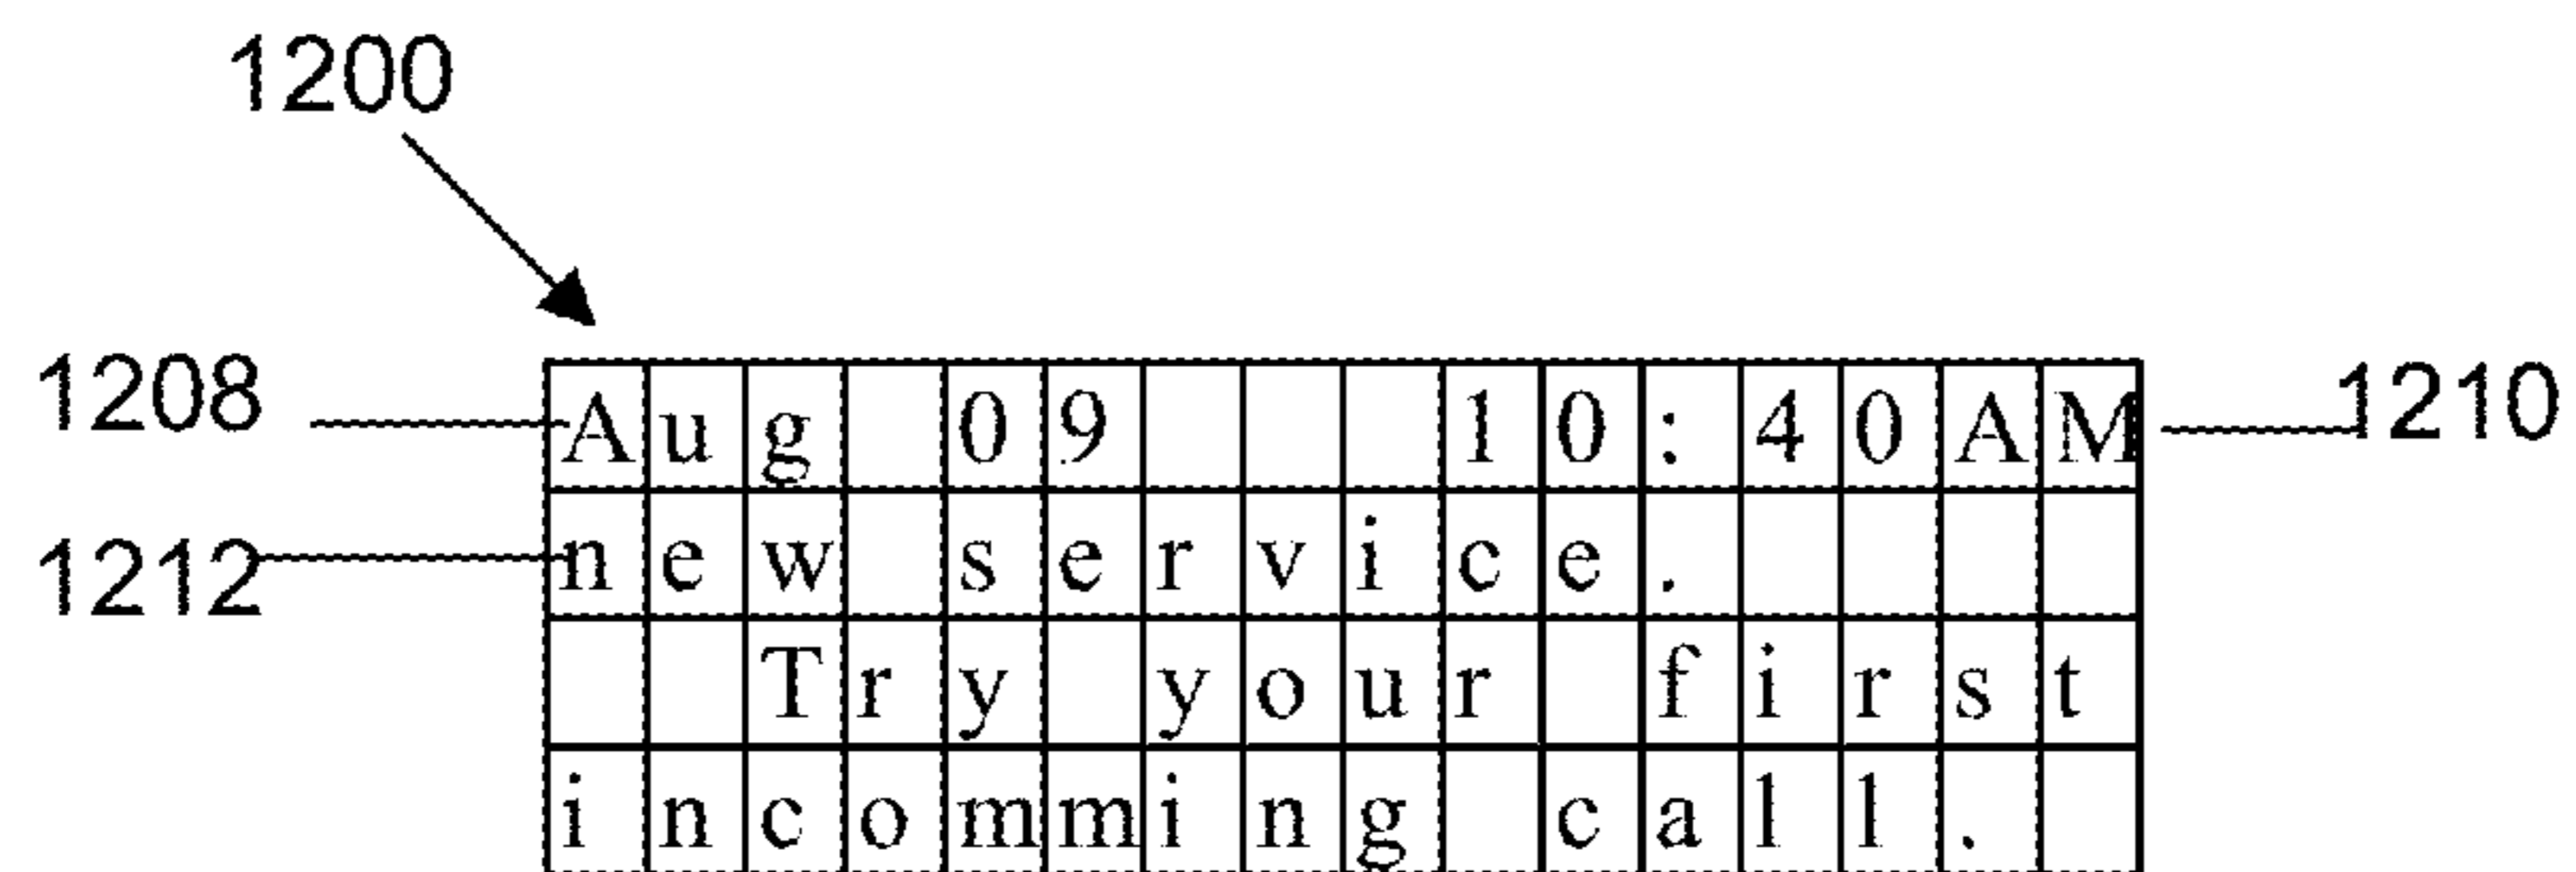 1200
1208 Aug 09 10:40AM 1210
1212 new service.
Try your first
incomming call.